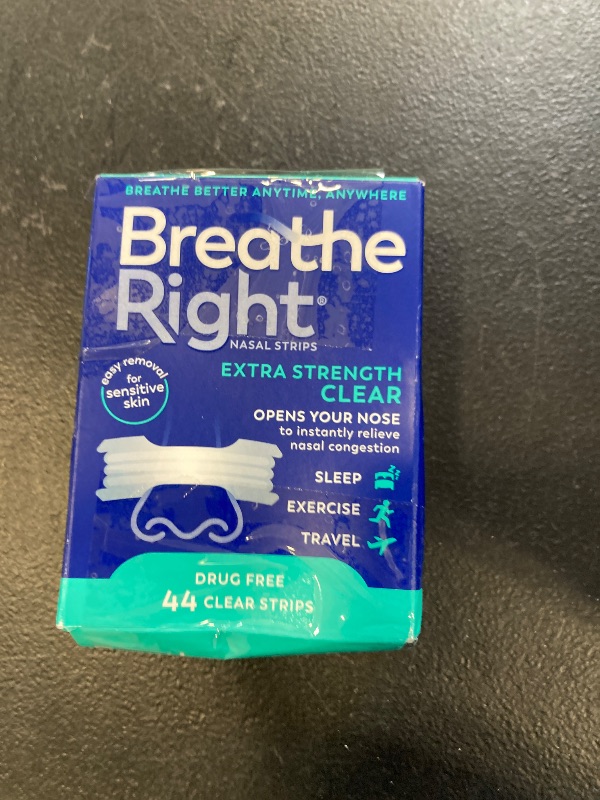 BREATHE BETTER ANYTIME, ANYWHERE
Breathe
Right®
NASAL STRIPS
easy removal
for
sensitive
skin
EXTRA STRENGTH
CLEAR
OPENS YOUR NOSE
to instantly relieve
nasal congestion
SLEEP
zzz
EXERCISE
TRAVEL
DRUG FREE
44 CLEAR STRIPS